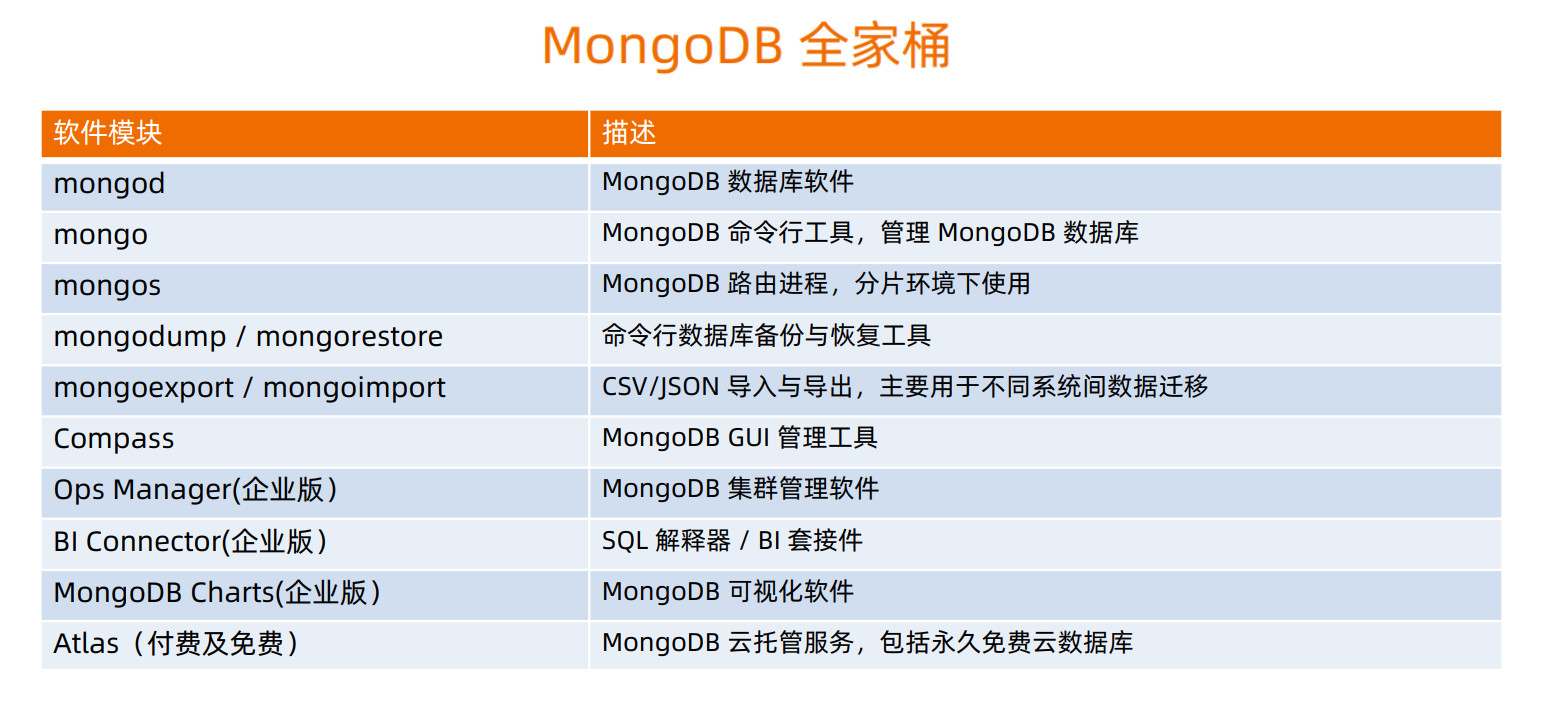 MongoDB 全家桶
软件模块 描述
mongod MongoDB 数据库软件
mongo MongoDB 命令行工具，管理 MongoDB 数据库
mongos MongoDB 路由进程，分片环境下使用
mongodump / mongorestore 命令行数据库备份与恢复工具
mongoexport / mongoimport CSV/JSON 导入与导出，主要用于不同系统间数据迁移
Compass MongoDB GUI 管理工具
Ops Manager(企业版） MongoDB 集群管理软件
BI Connector(企业版） SQL 解释器 / BI 套接件
MongoDB Charts(企业版） MongoDB 可视化软件
Atlas（付费及免费） MongoDB 云托管服务，包括永久免费云数据库